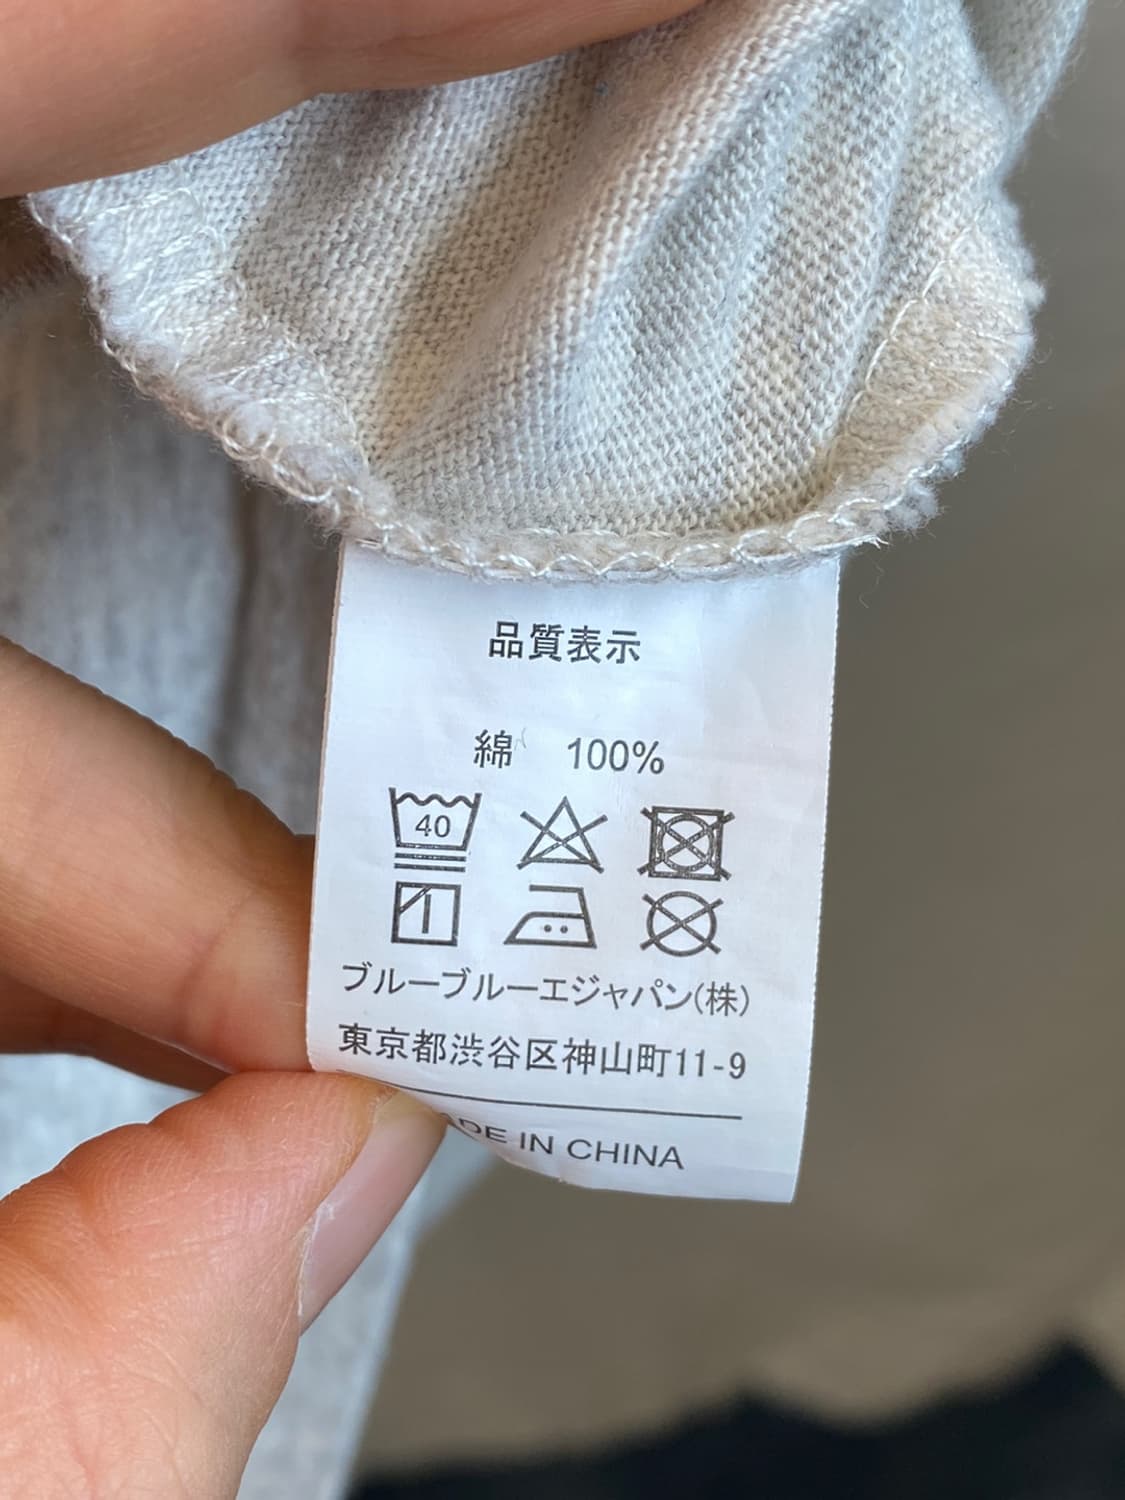 品質表示
綿 100%
40
ブルーブルーエジャパン(株)
東京都渋谷区神山町11-9
DE IN CHINA